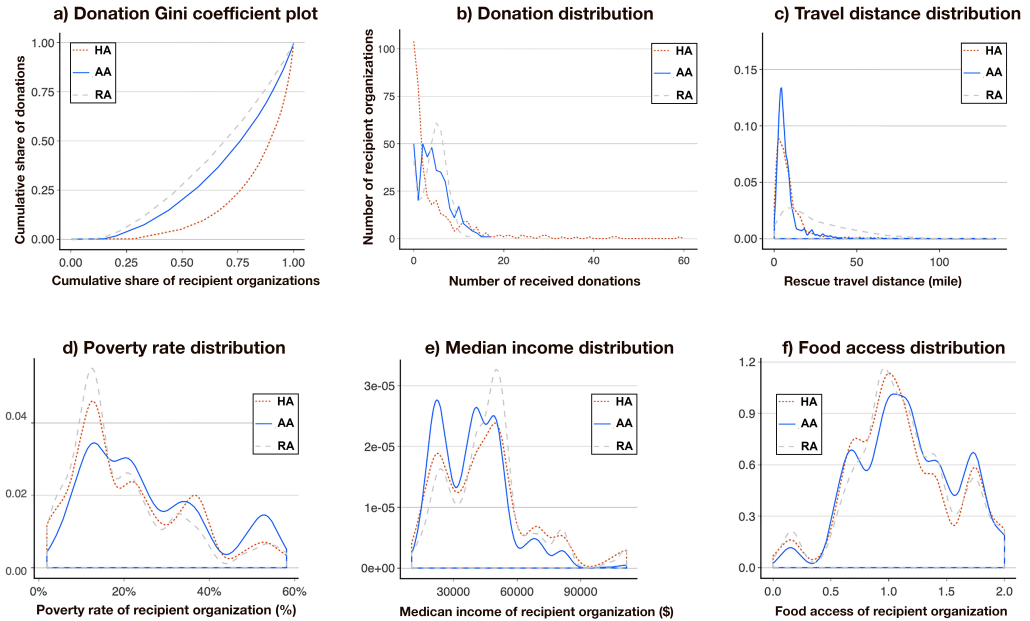 a) Donation Gini coefficient plot
Cumulative share of donations
1.00
0.75
0.50
0.25
0.00
HA
AA
RA
0.00 0.25 0.50 0.75 1.00
Cumulative share of recipient organizations
b) Donation distribution
Number of recipient organizations
100
75
50
25
0
HA
AA
RA
0 20 40 60
Number of received donations
c) Travel distance distribution
0.15
0.10
0.05
0.00
HA
AA
RA
0 50 100
Rescue travel distance (mile)
d) Poverty rate distribution
0.04
0.02
0.00
HA
AA
RA
0% 20% 40% 60%
Poverty rate of recipient organization (%)
e) Median income distribution
3e-05
2e-05
1e-05
0e+00
HA
AA
RA
30000 60000 90000
Medican income of recipient organization ($)
f) Food access distribution
1.2
0.9
0.6
0.3
0.0
HA
AA
RA
0.0 0.5 1.0 1.5 2.0
Food access of recipient organization